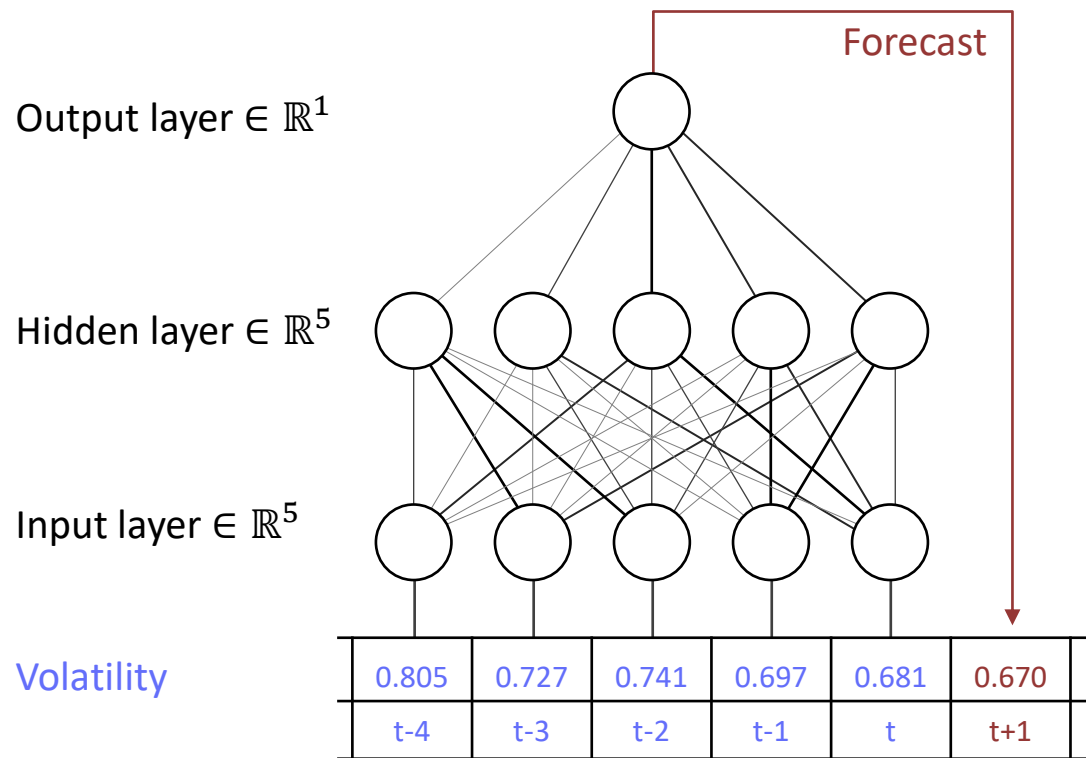 Forecast
Output layer ∈ ℝ¹
Hidden layer ∈ ℝ⁵
Input layer ∈ ℝ⁵
Volatility 0.805 0.727 0.741 0.697 0.681 0.670
t-4 t-3 t-2 t-1 t t+1